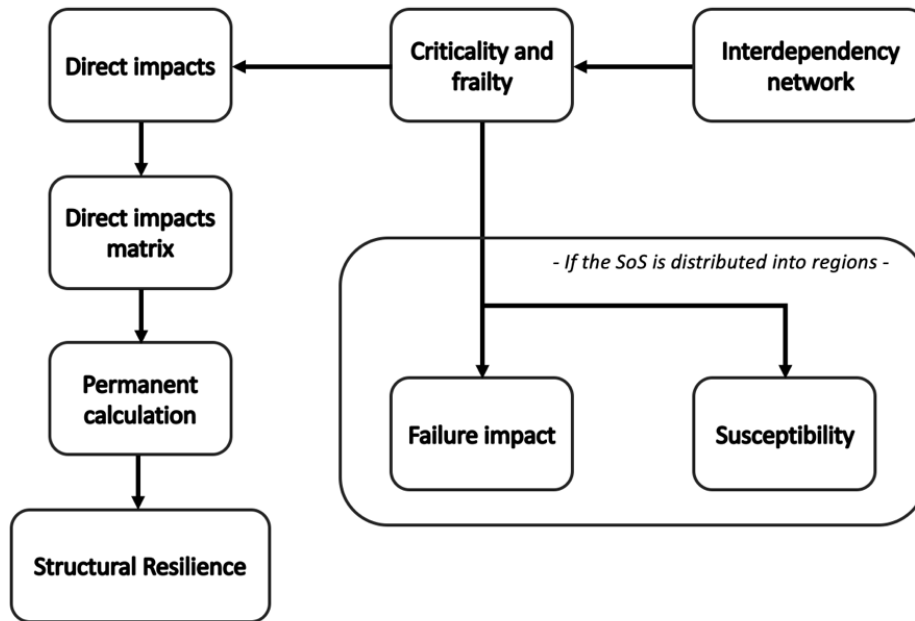 Direct impacts
Criticality and
frailty
Interdependency
network
Direct impacts
matrix
- If the SoS is distributed into regions -
Permanent
calculation
Failure impact
Susceptibility
Structural Resilience